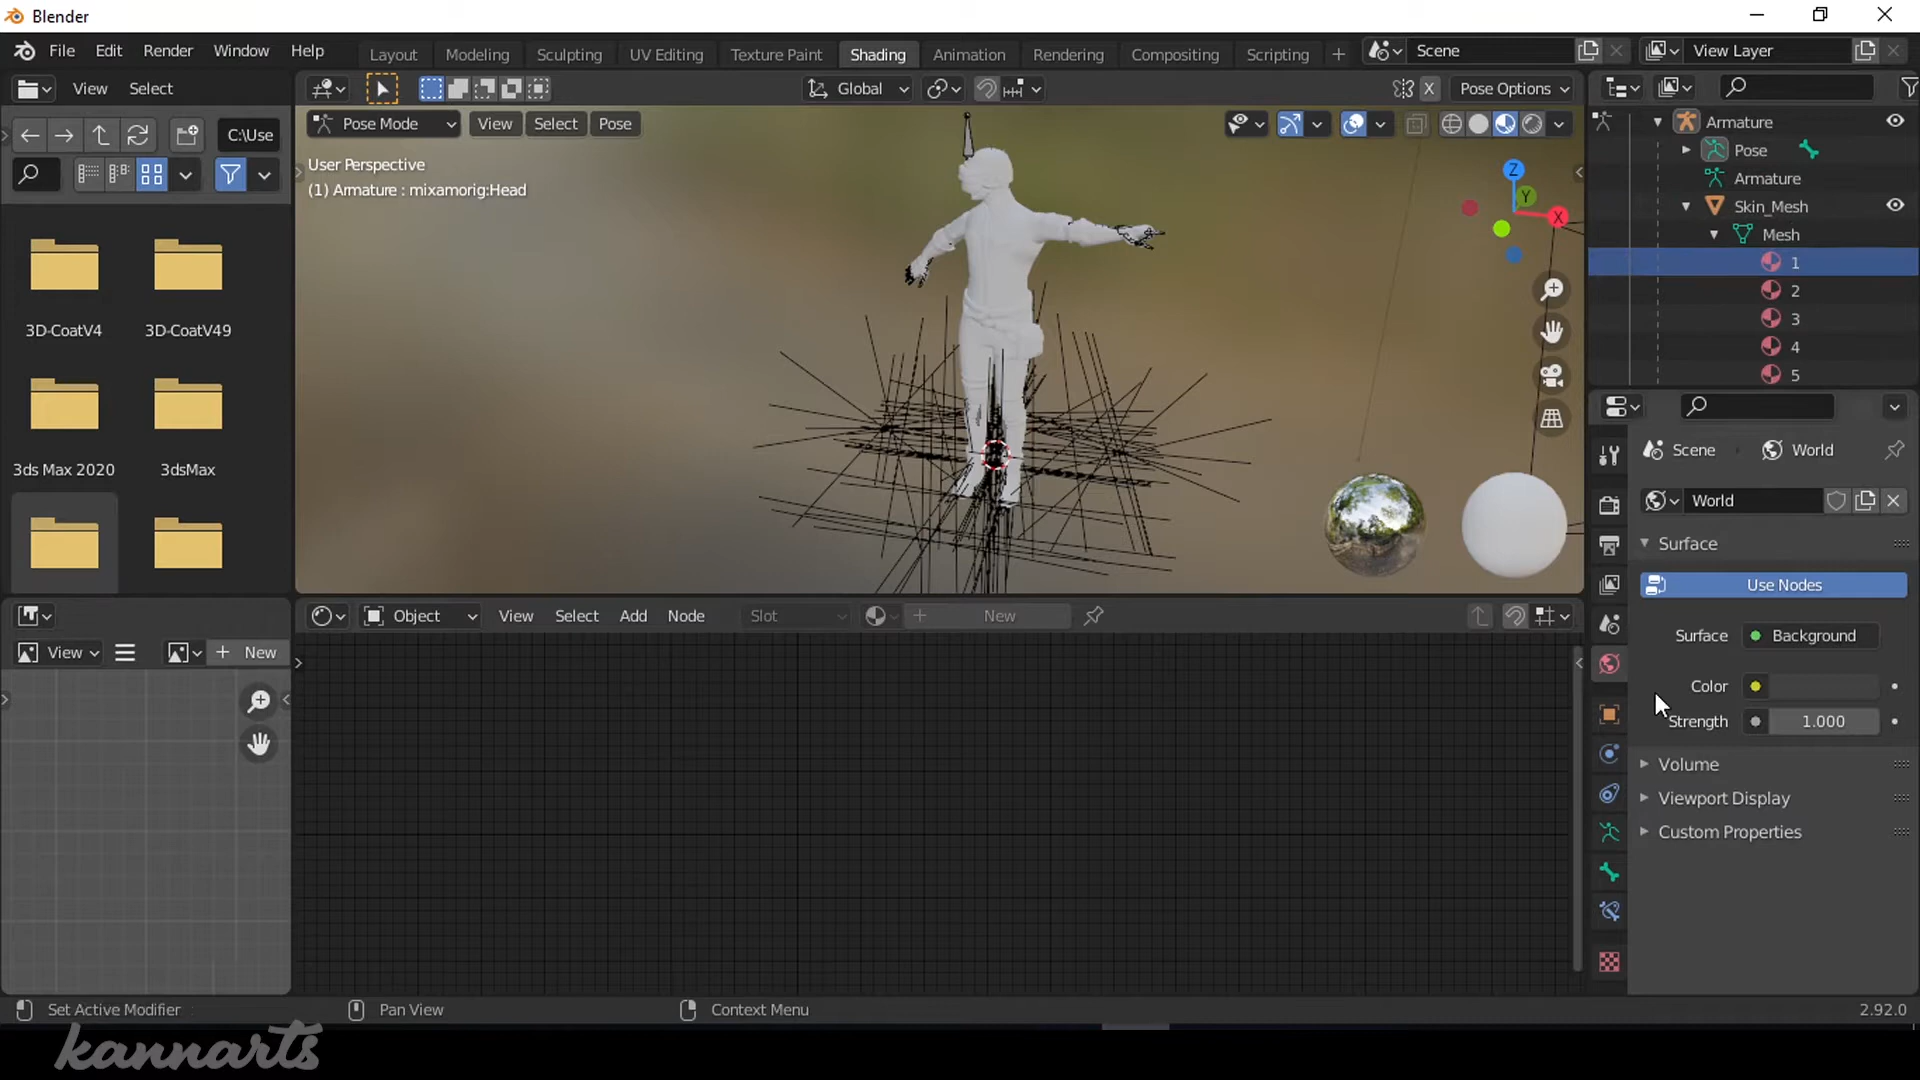 Blender
File Edit Render Window Help Layout Modeling Sculpting UV Editing Texture Paint Shading Animation Rendering Compositing Scripting + Scene View Layer
View Select Global X Pose Options
C:\Use
Pose Mode View Select Pose
User Perspective
(1) Armature : mixamorig:Head
Z
Y
X
3D-CoatV4 3D-CoatV49
3ds Max 2020 3dsMax
Armature
Pose
Armature
Skin_Mesh
Mesh
1
2
3
4
5
Scene World
World
Surface
Use Nodes
Surface Background
Color
Strength 1.000
Volume
Viewport Display
Custom Properties
Object View Select Add Node Slot New
View New
Set Active Modifier Pan View Context Menu 2.92.0
kannarts